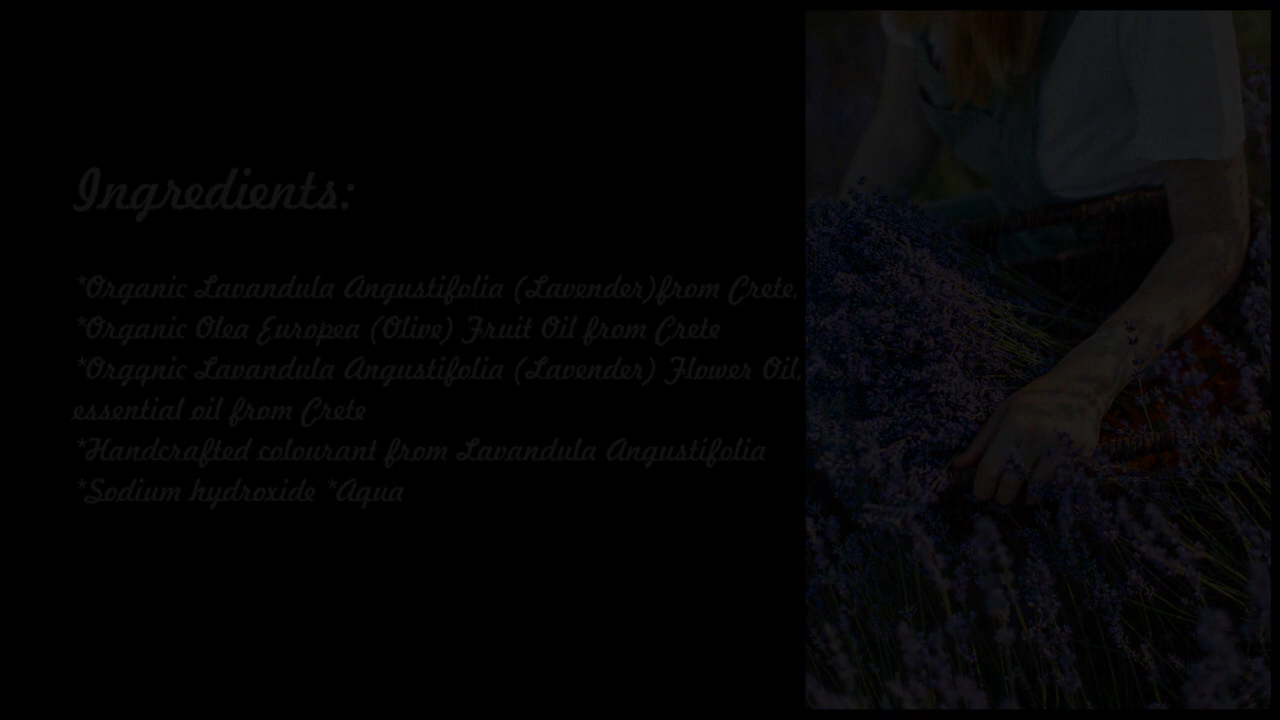 Ingredients:
*Organic Lavandula Angustifolia (Lavender)from Crete,
*Organic Olea Europea (Olive) Fruit Oil from Crete
*Orgqnic Lavandula Angustifolia (Lavender) Flower Oil,
essential oil from Crete
*Handcrafted colourant from Lavandula Angustifolia
*Sodium hydroxide *Aqua